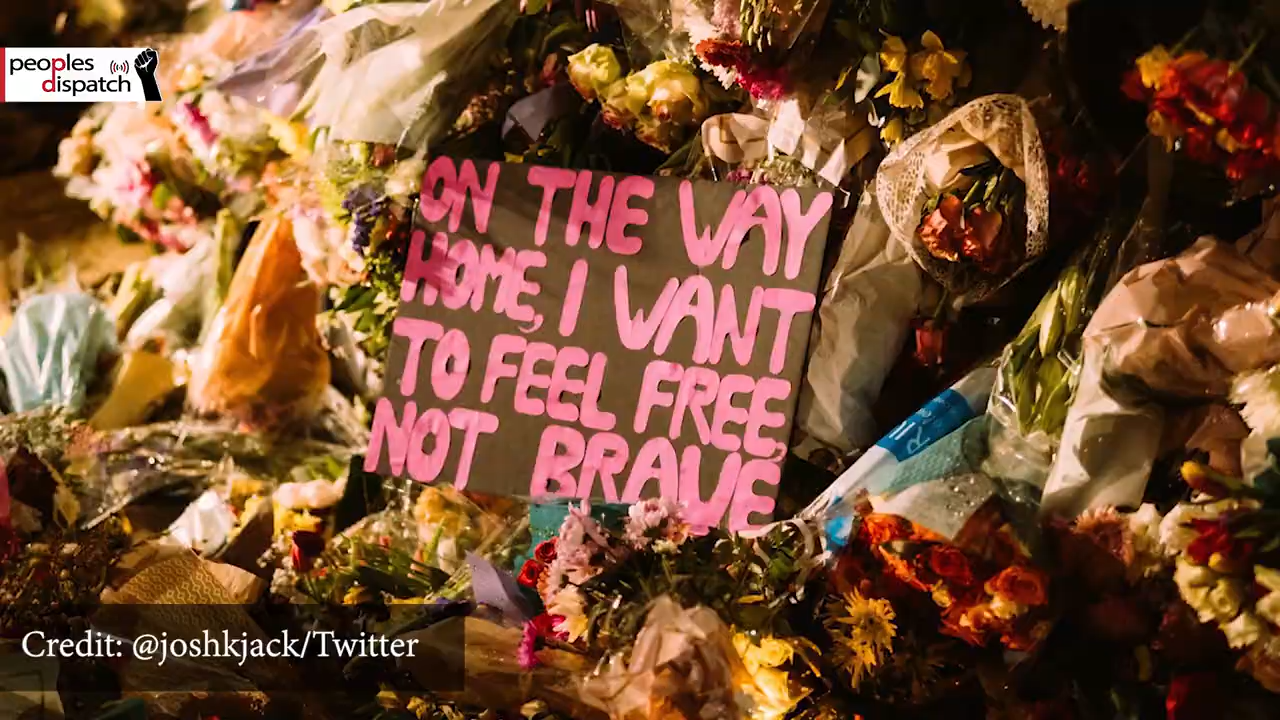 peoples
dispatch
ON THE WAY
HOME, I WANT
TO FEEL FREE,
NOT BRAVE
Credit: @joshkjack/Twitter